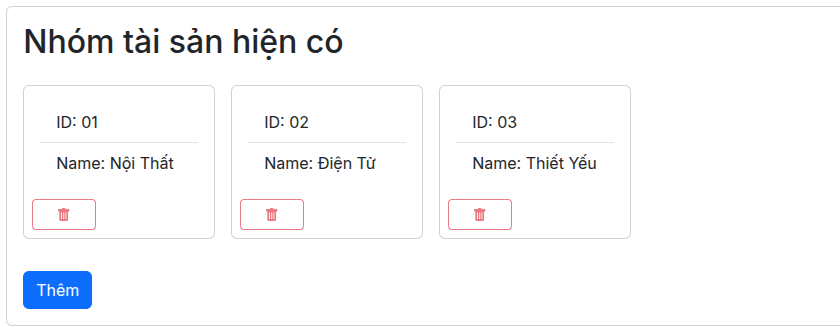 Nhóm tài sản hiện có
ID: 01
Name: Nội Thất
ID: 02
Name: Điện Tử
ID: 03
Name: Thiết Yếu
Thêm